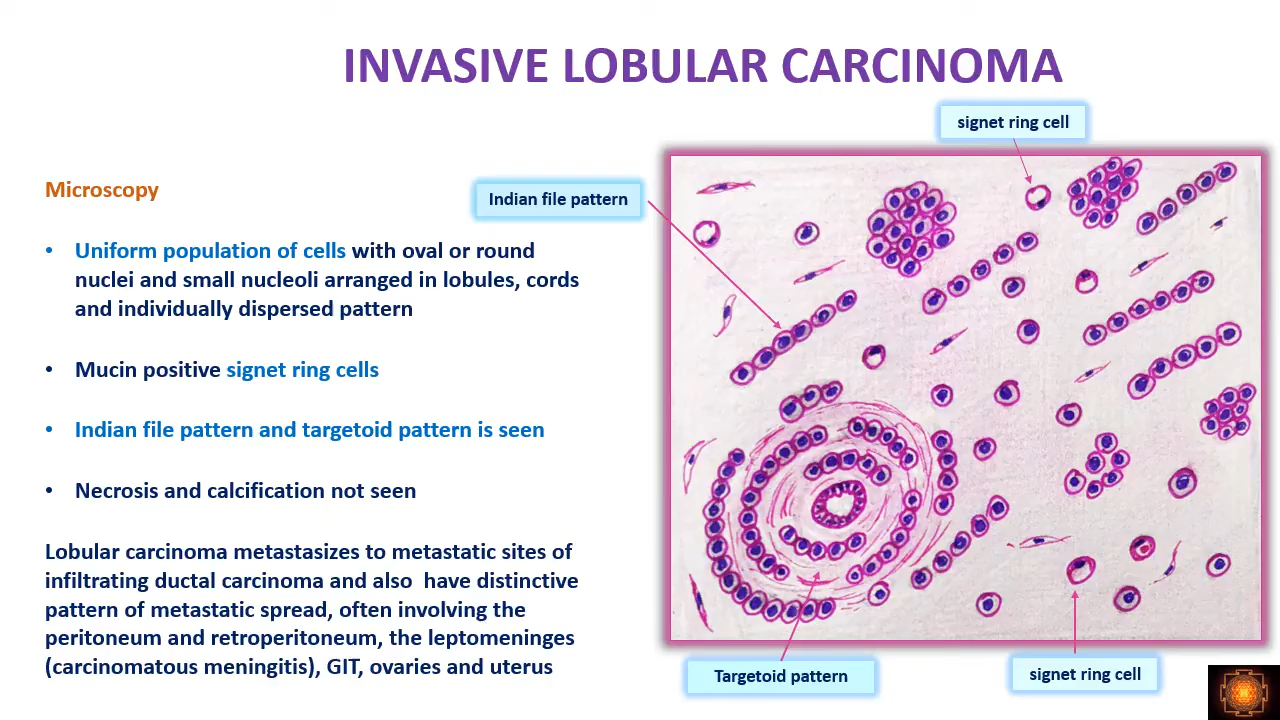 INVASIVE LOBULAR CARCINOMA
signet ring cell
Microscopy
Indian file pattern
• Uniform population of cells with oval or round
nuclei and small nucleoli arranged in lobules, cords
and individually dispersed pattern
• Mucin positive signet ring cells
• Indian file pattern and targetoid pattern is seen
• Necrosis and calcification not seen
Lobular carcinoma metastasizes to metastatic sites of
infiltrating ductal carcinoma and also have distinctive
pattern of metastatic spread, often involving the
peritoneum and retroperitoneum, the leptomeninges
(carcinomatous meningitis), GIT, ovaries and uterus
Targetoid pattern
signet ring cell